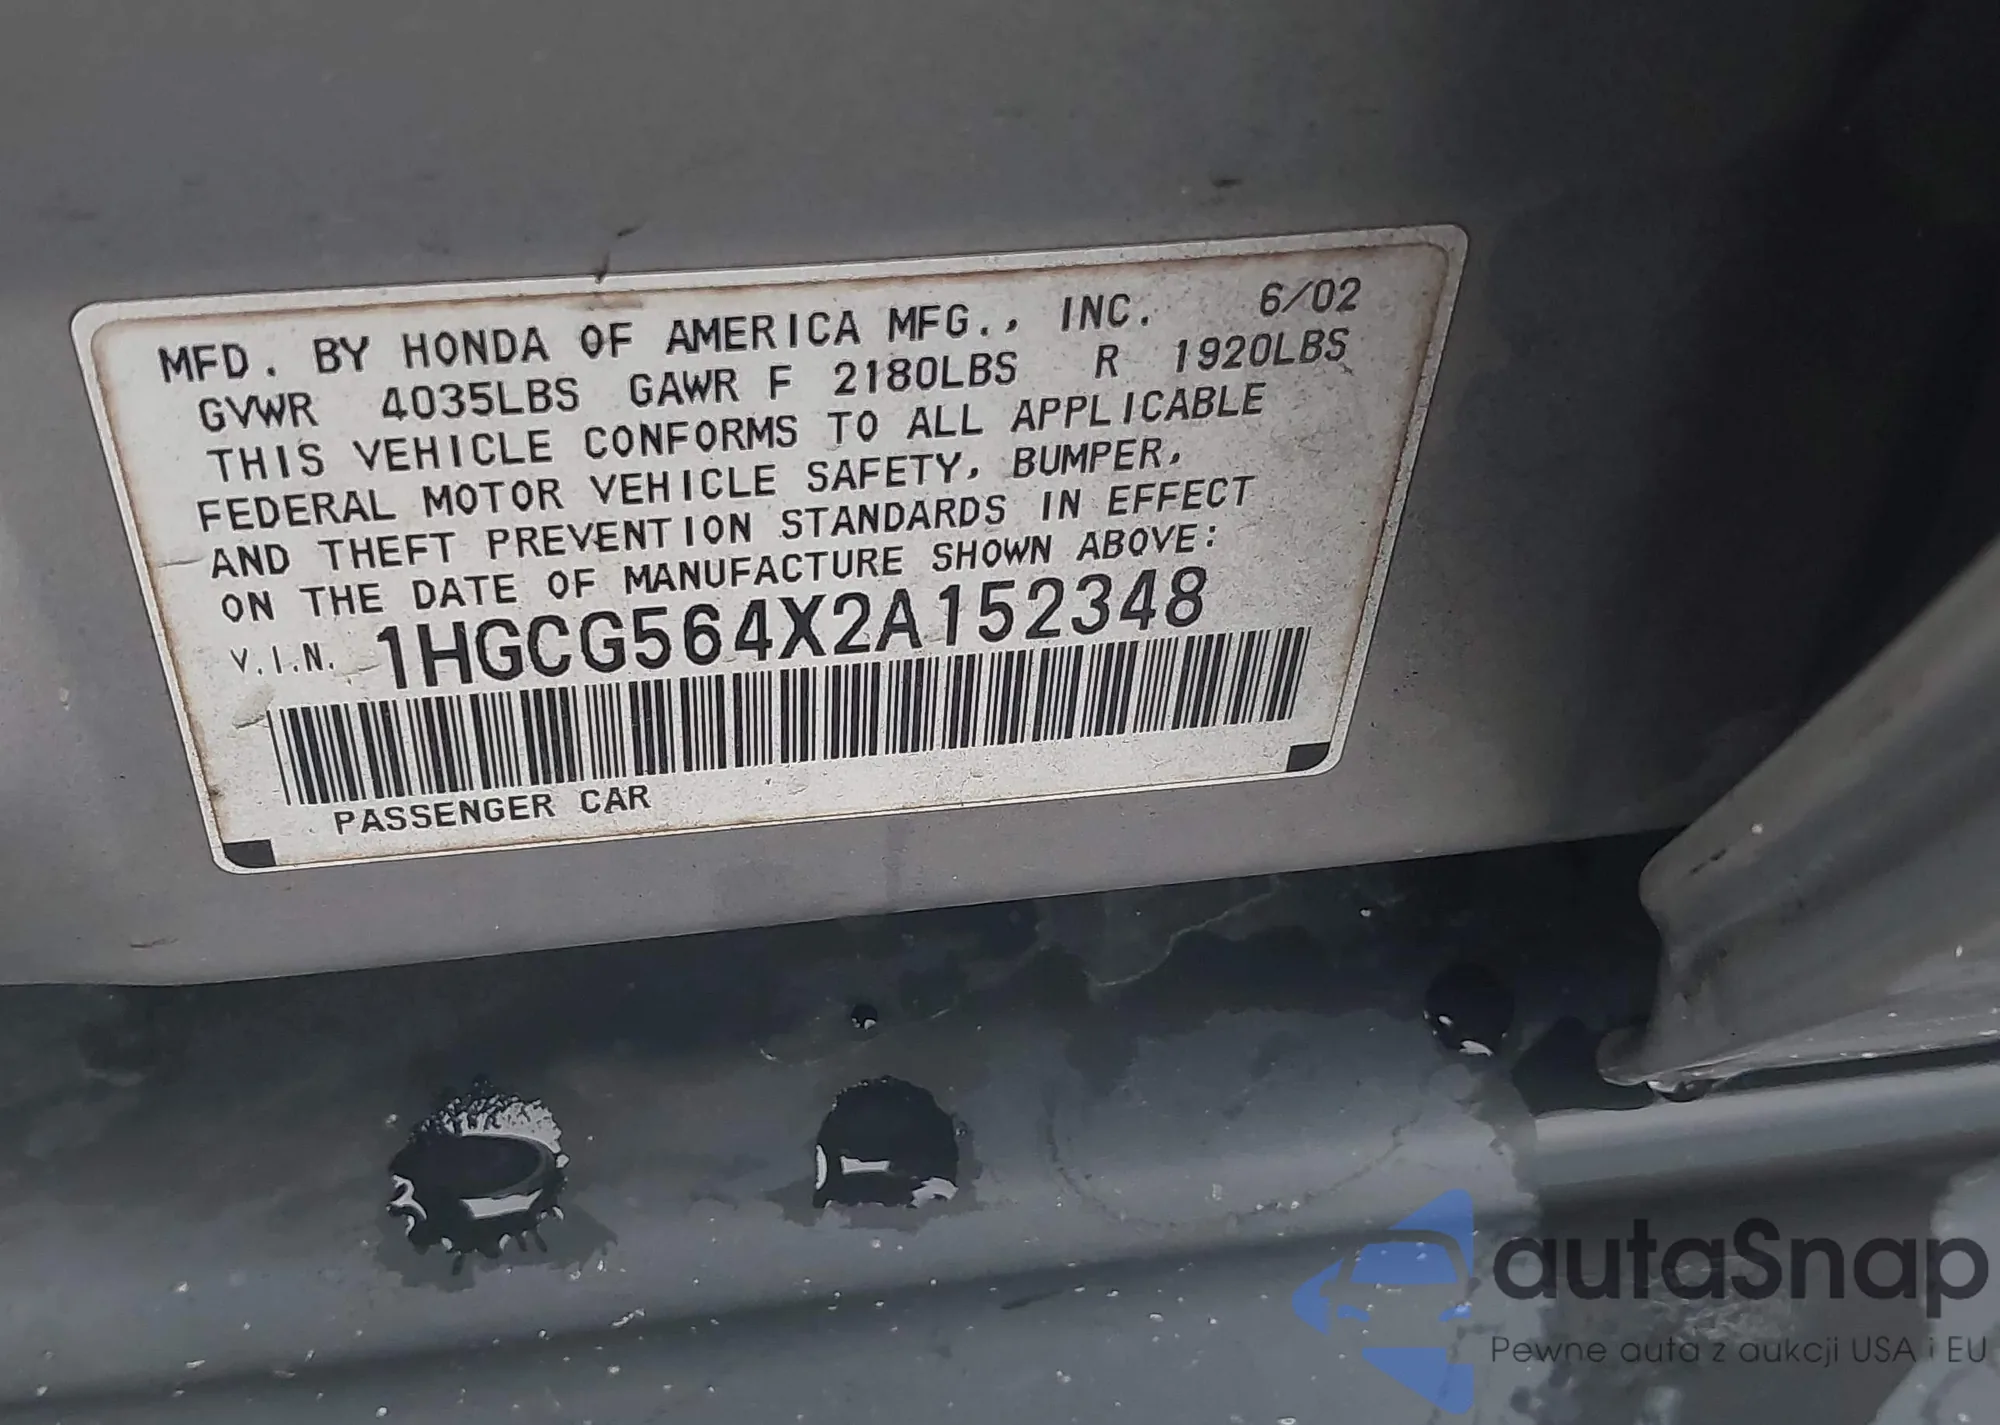 MFD. BY HONDA OF AMERICA MFG., INC. 6/02
GVWR 4035LBS GAWR F 2180LBS R 1920LBS
THIS VEHICLE CONFORMS TO ALL APPLICABLE
FEDERAL MOTOR VEHICLE SAFETY, BUMPER,
AND THEFT PREVENTION STANDARDS IN EFFECT
ON THE DATE OF MANUFACTURE SHOWN ABOVE:
V.I.N. 1HGCG564X2A152348
PASSENGER CAR
autaSnap
Pewne auta z aukcji USA i EU